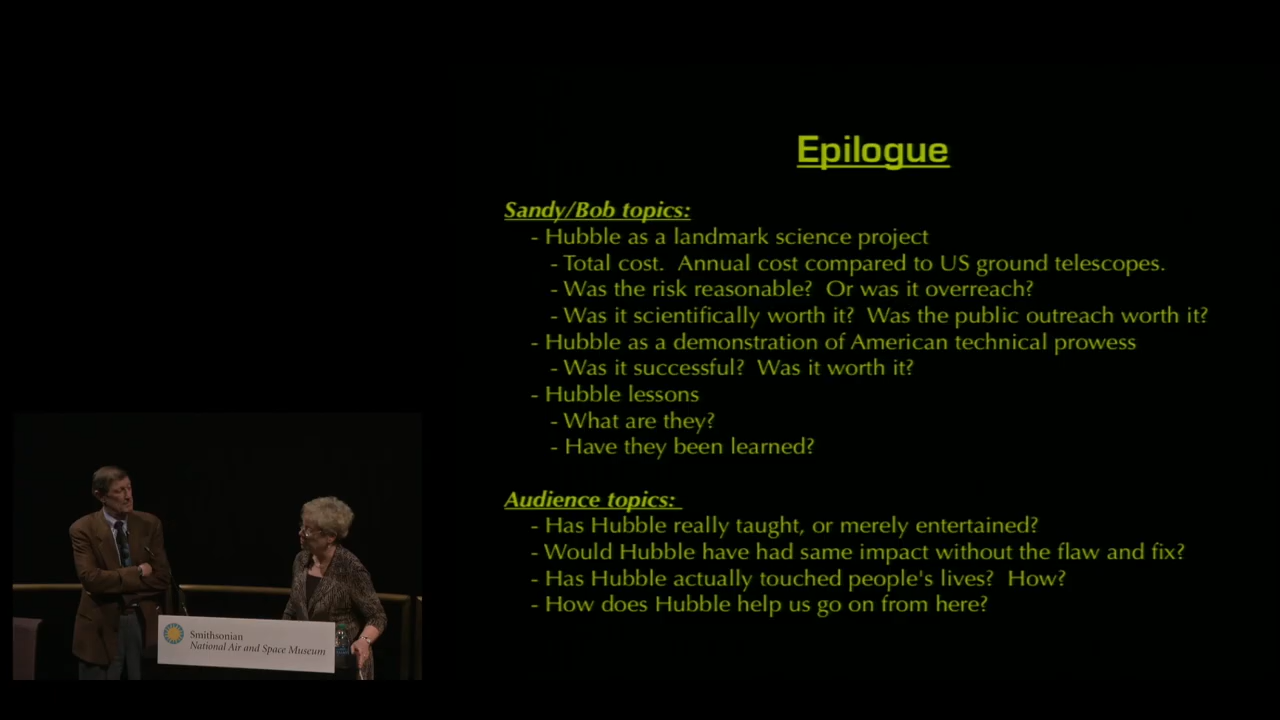 Epilogue
Sandy/Bob topics:
- Hubble as a landmark science project
- Total cost. Annual cost compared to US ground telescopes.
- Was the risk reasonable? Or was it overreach?
- Was it scientifically worth it? Was the public outreach worth it?
- Hubble as a demonstration of American technical prowess
- Was it successful? Was it worth it?
- Hubble lessons
- What are they?
- Have they been learned?
Audience topics:
- Has Hubble really taught, or merely entertained?
- Would Hubble have had same impact without the flaw and fix?
- Has Hubble actually touched people's lives? How?
- How does Hubble help us go on from here?
Smithsonian
National Air and Space Museum